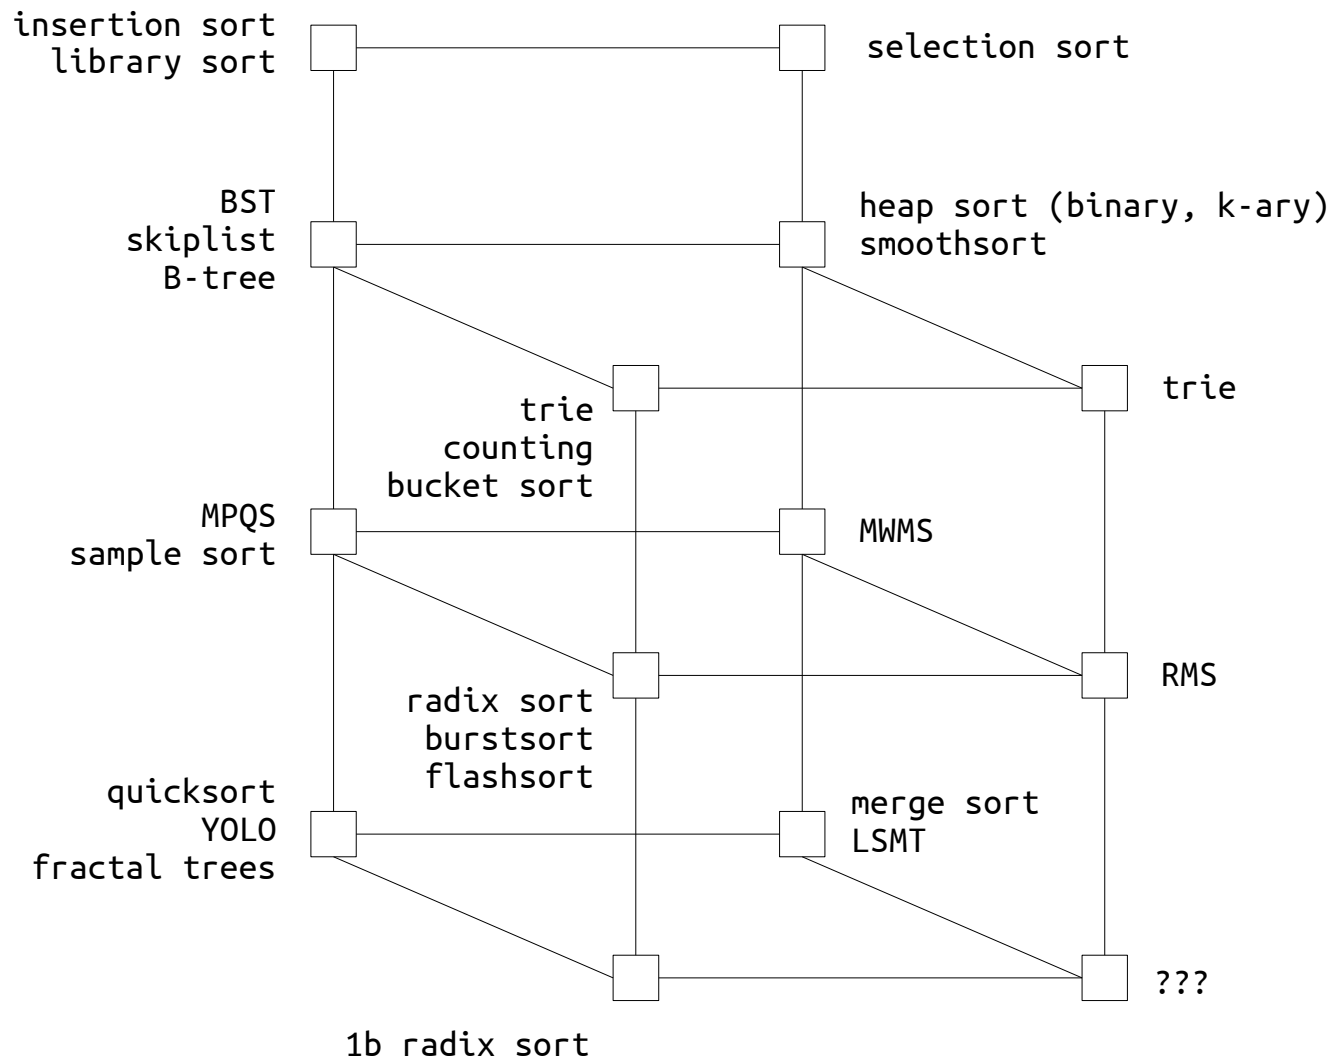 insertion sort
library sort
selection sort
BST
skiplist
B-tree
heap sort (binary, k-ary)
smoothsort
trie
counting
bucket sort
trie
MPQS
sample sort
MWMS
radix sort
burstsort
flashsort
RMS
quicksort
YOLO
fractal trees
merge sort
LSMT
1b radix sort
???